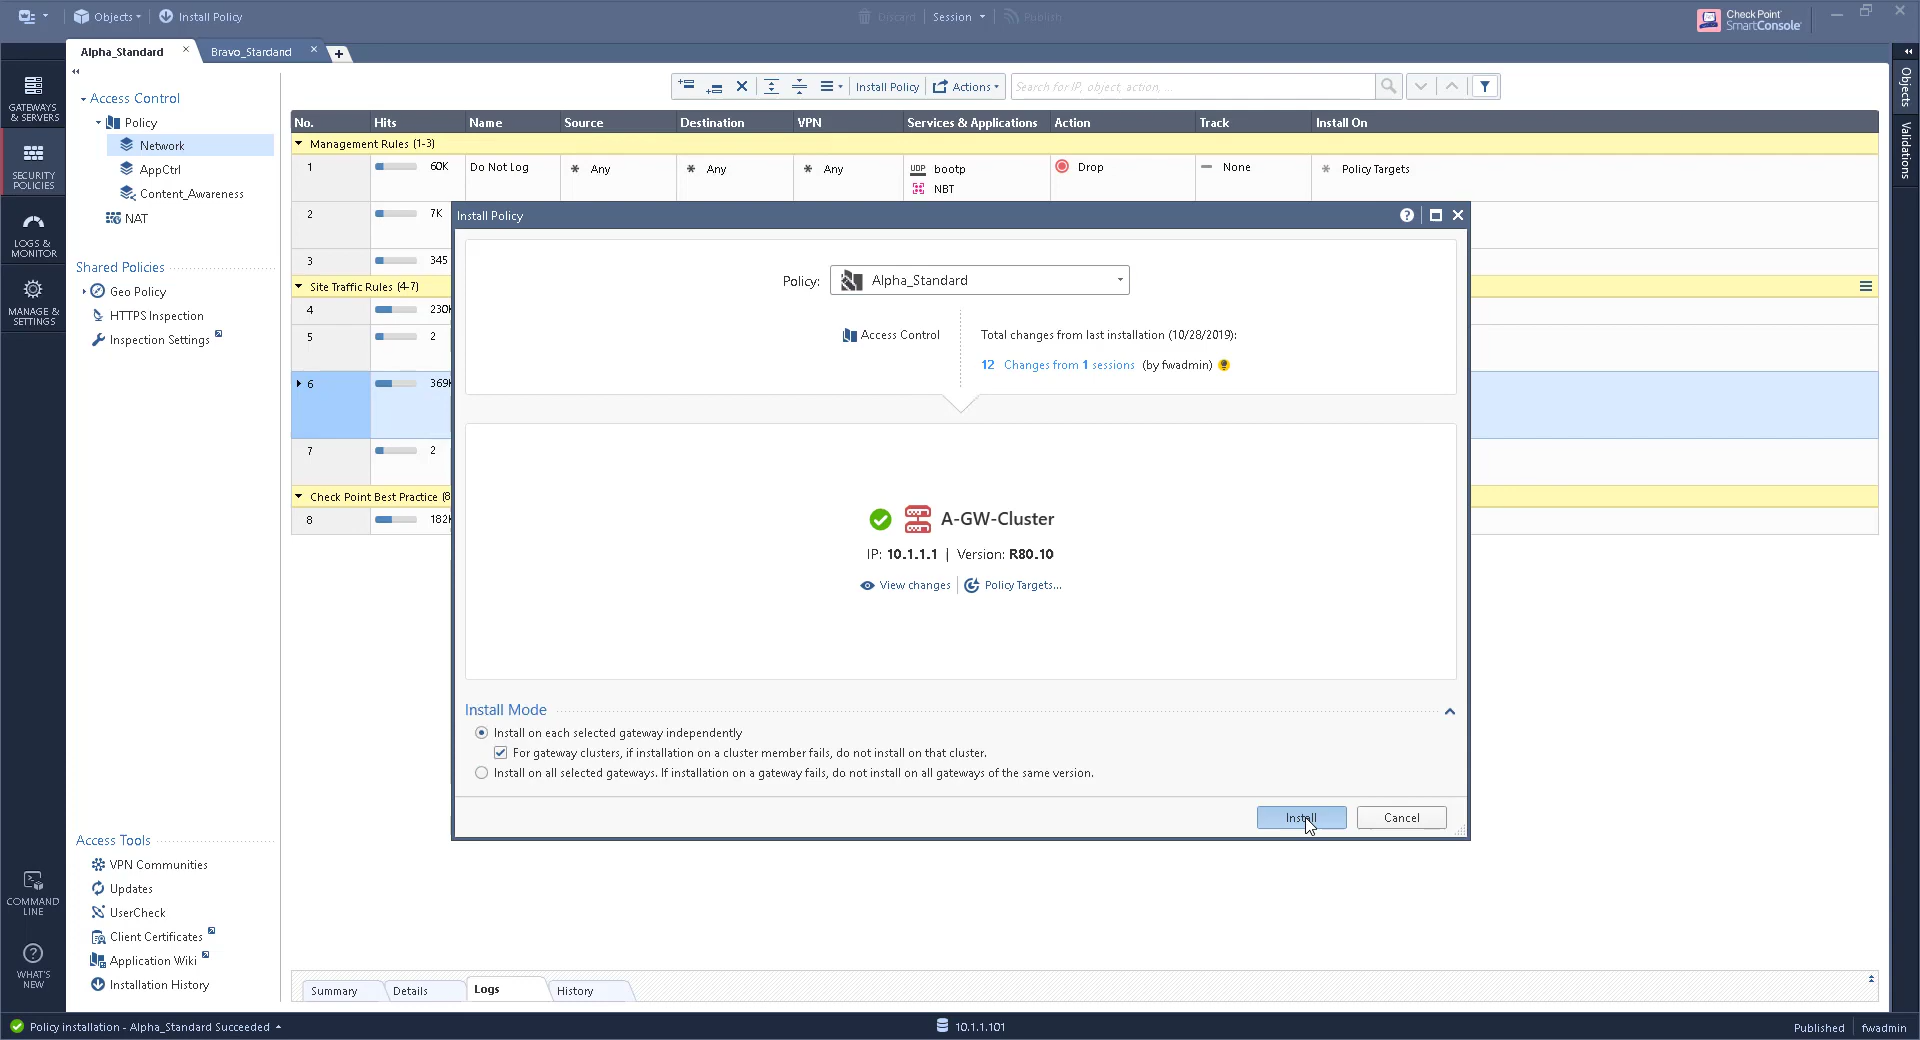 Objects
Install Policy
Discard
Session
Publish
Check Point
SmartConsole
Alpha_Standard
Bravo_Stardard
GATEWAYS
& SERVERS
SECURITY
POLICIES
LOGS &
MONITOR
MANAGE &
SETTINGS
COMMAND
LINE
WHAT'S
NEW
Access Control
Policy
Network
AppCtrl
Content_Awareness
NAT
Shared Policies
Geo Policy
HTTPS Inspection
Inspection Settings
Access Tools
VPN Communities
Updates
UserCheck
Client Certificates
Application Wiki
Installation History
Install Policy
Actions
Search for IP, object, action, ...
No. Hits Name Source Destination VPN Services & Applications Action Track Install On
Management Rules (1-3)
1 60K Do Not Log Any Any Any UDP bootp Drop None Policy Targets
NBT
2 7K
3 345
Site Traffic Rules (4-7)
4 230K
5 2
6 369K
7 2
Check Point Best Practice (8
8 182K
Install Policy
Policy: Alpha_Standard
Access Control
Total changes from last installation (10/28/2019):
12 Changes from 1 sessions (by fwadmin)
A-GW-Cluster
IP: 10.1.1.1 | Version: R80.10
View changes
Policy Targets...
Install Mode
Install on each selected gateway independently
For gateway clusters, if installation on a cluster member fails, do not install on that cluster.
Install on all selected gateways. If installation on a gateway fails, do not install on all gateways of the same version.
Install
Cancel
Summary
Details
Logs
History
Objects
Validations
Policy installation - Alpha_Standard Succeeded
10.1.1.101
Published
fwadmin